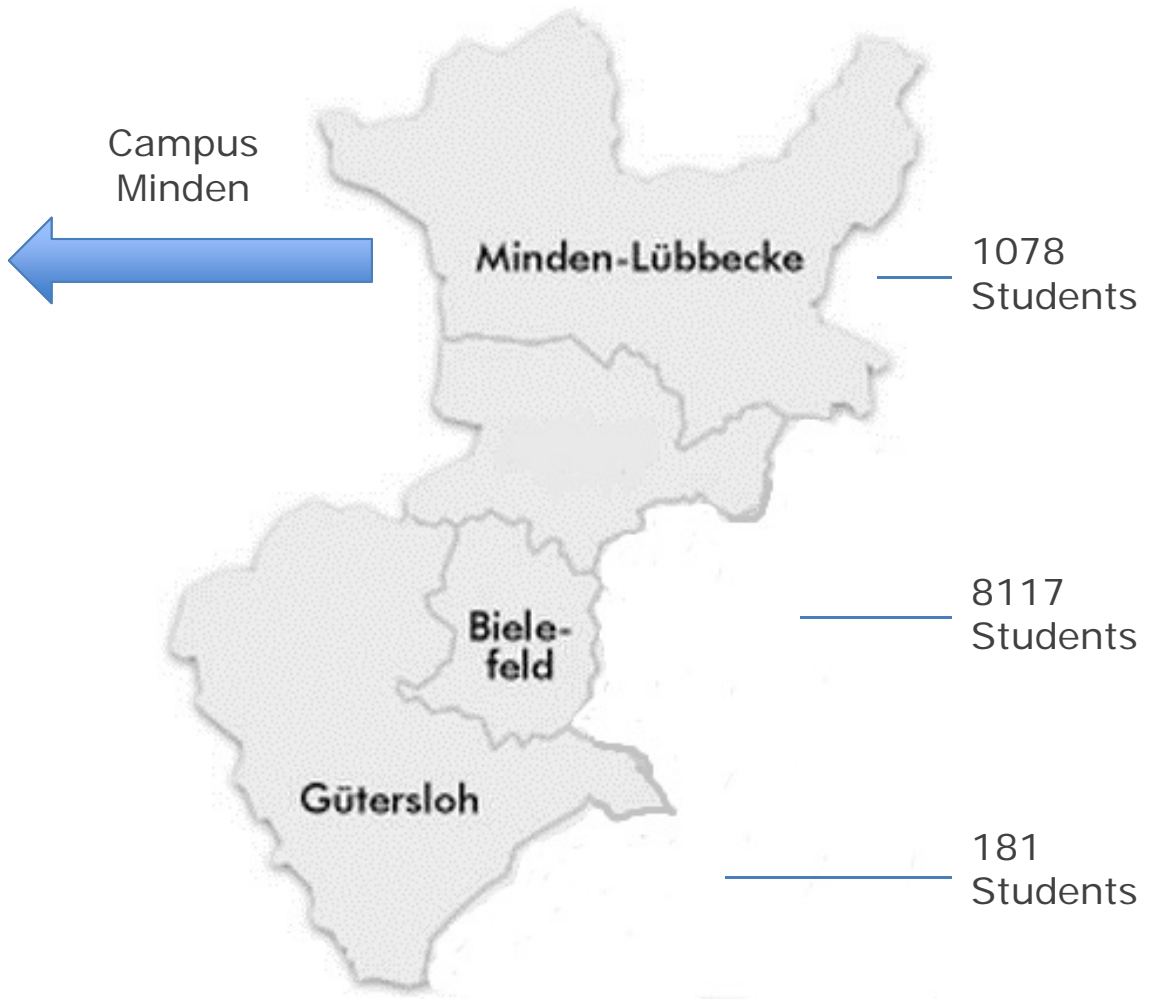 Campus
Minden
Minden-Lübbecke
1078
Students
8117
Students
Biele-
feld
Gütersloh
181
Students